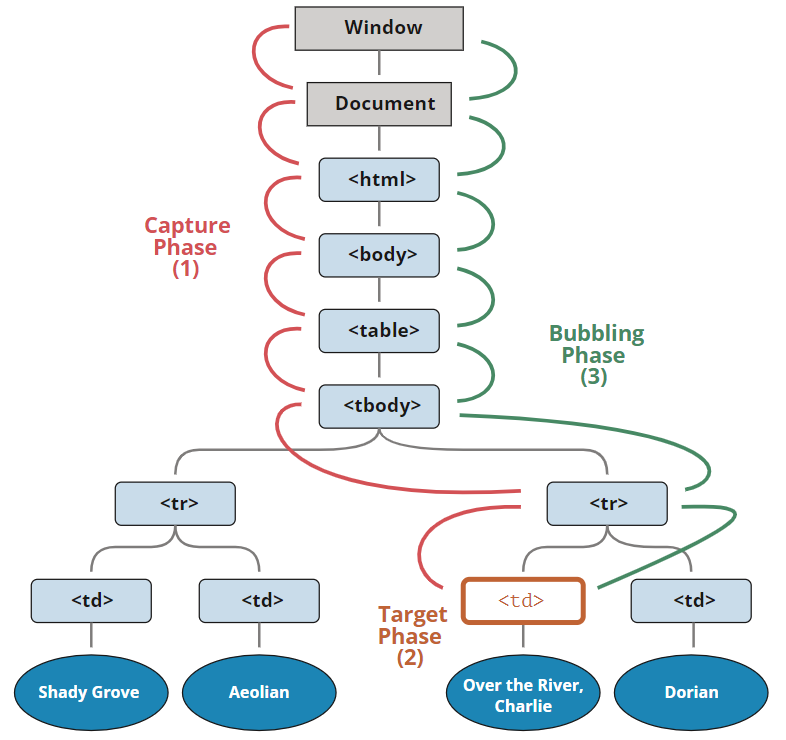 Window
Document
<html>
Capture
Phase
(1)
<body>
<table>
Bubbling
Phase
(3)
<tbody>
<tr>
<tr>
<td>
<td>
<td>
<td>
Target
Phase
(2)
Shady Grove
Aeolian
Over the River,
Charlie
Dorian